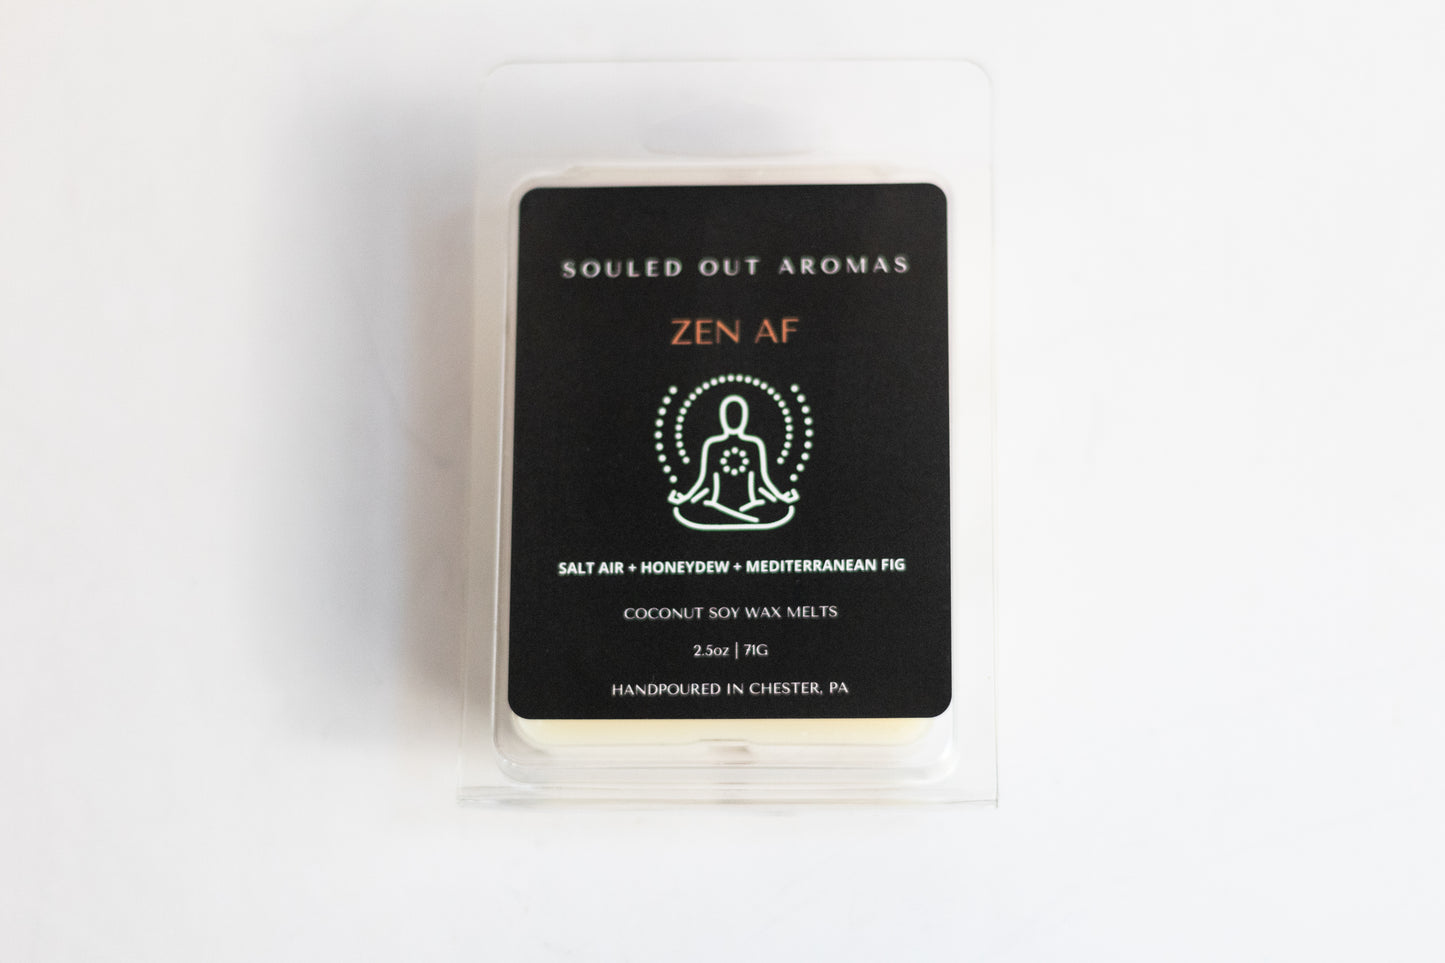 SOULED OUT AROMAS
ZEN AF
SALT AIR + HONEYDEW + MEDITERRANEAN FIG
COCONUT SOY WAX MELTS
2.5oz | 71G
HANDPOURED IN CHESTER, PA